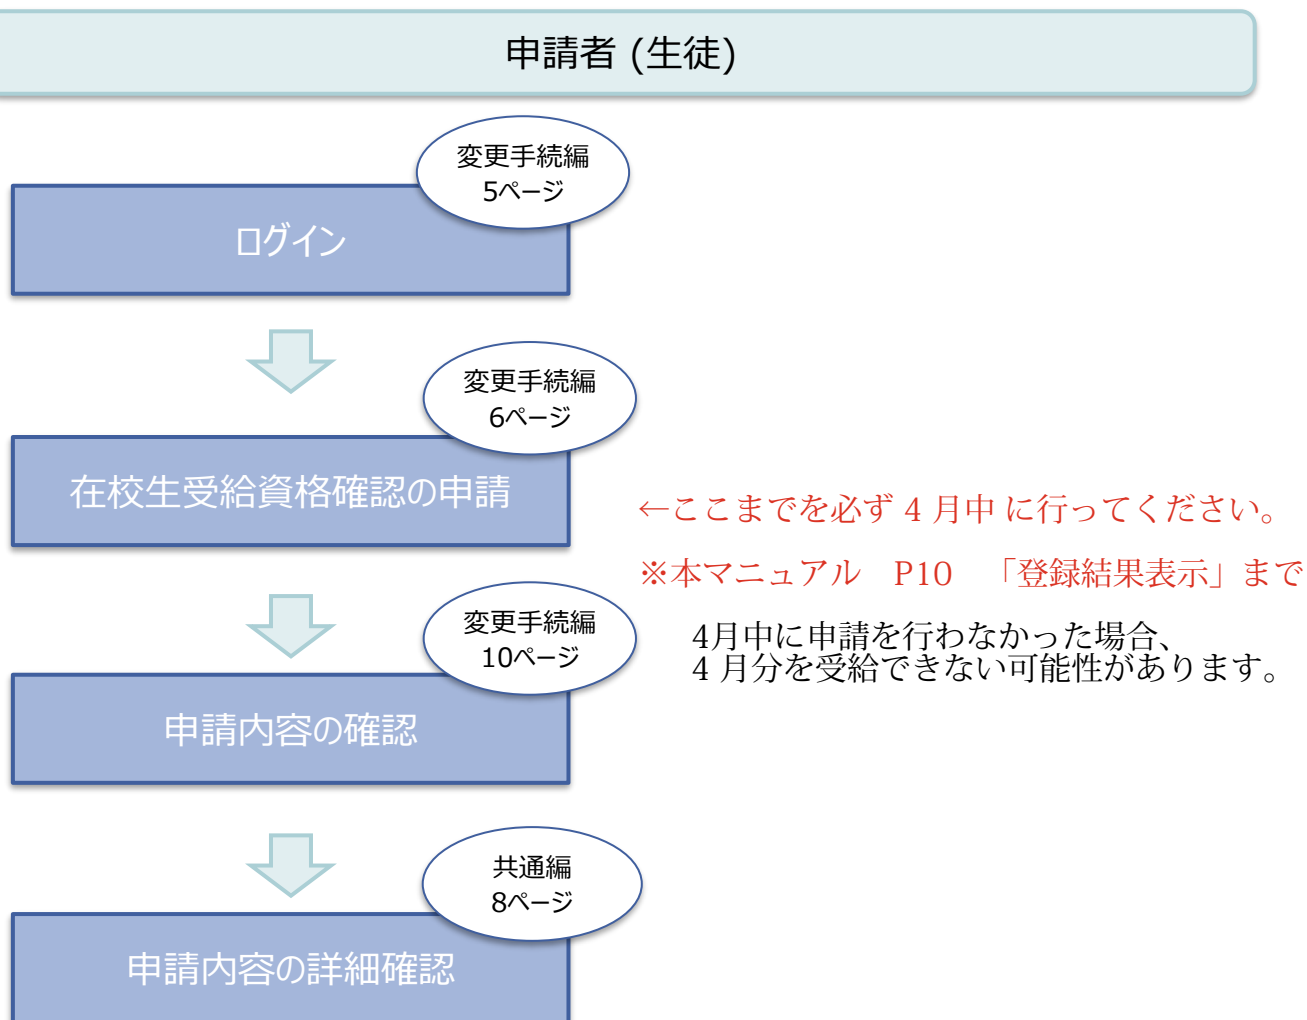 申請者 (生徒)
変更手続編
5ページ
ログイン
変更手続編
6ページ
在校生受給資格確認の申請
←ここまでを必ず 4 月中 に行ってください。
※本マニュアル　P10　「登録結果表示」まで
変更手続編
10ページ
4月中に申請を行わなかった場合、
4 月分を受給できない可能性があります。
申請内容の確認
共通編
8ページ
申請内容の詳細確認